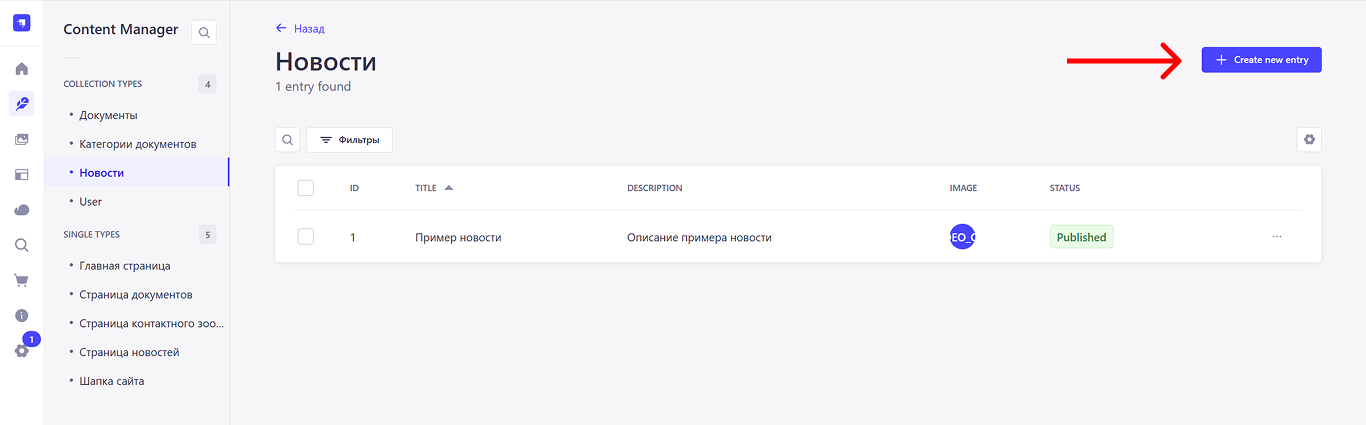 Content Manager
COLLECTION TYPES 4
Документы
Категории документов
Новости
User
SINGLE TYPES 5
Главная страница
Страница документов
Страница контактного зоо...
Страница новостей
Шапка сайта
1
Назад
Новости
1 entry found
Create new entry
Фильтры
ID TITLE DESCRIPTION IMAGE STATUS
1 Пример новости Описание примера новости EO_ Published